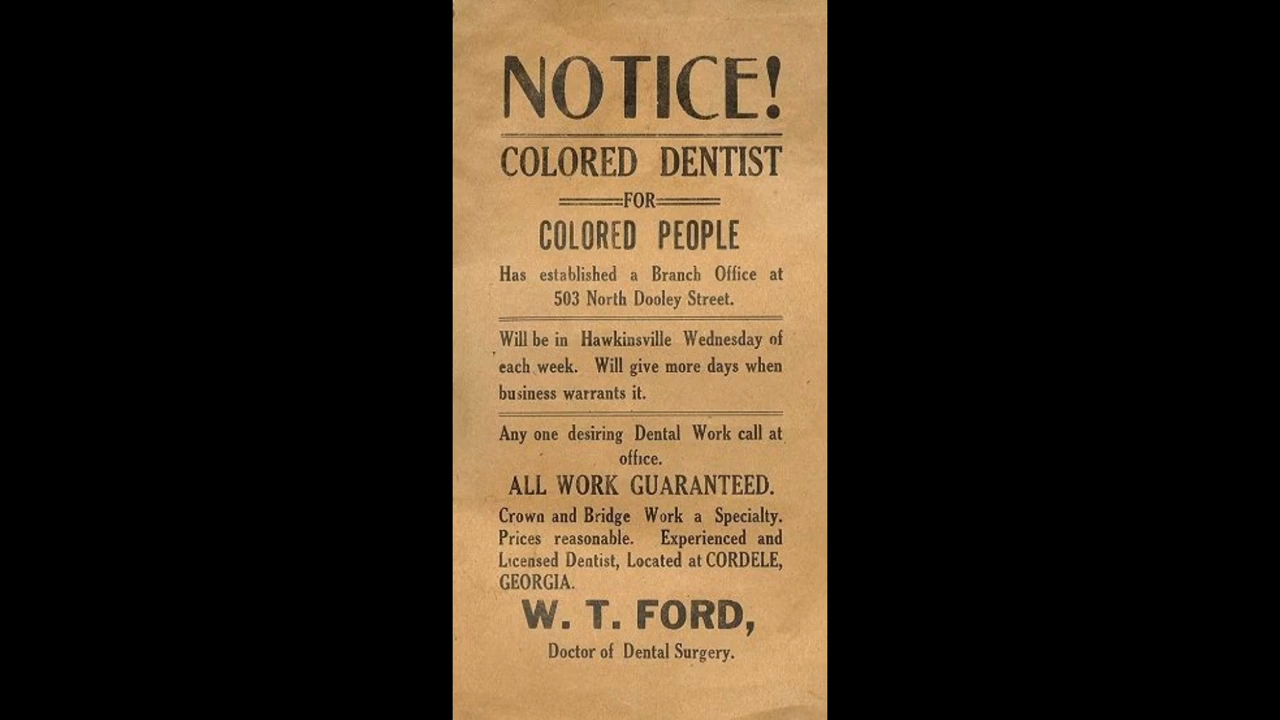 NOTICE!
COLORED DENTIST
FOR
COLORED PEOPLE
Has established a Branch Office at
503 North Dooley Street.
Will be in Hawkinsville Wednesday of
each week. Will give more days when
business warrants it.
Any one desiring Dental Work call at
office.
ALL WORK GUARANTEED.
Crown and Bridge Work a Specialty.
Prices reasonable. Experienced and
Licensed Dentist, Located at CORDELE,
GEORGIA.
W. T. FORD,
Doctor of Dental Surgery.